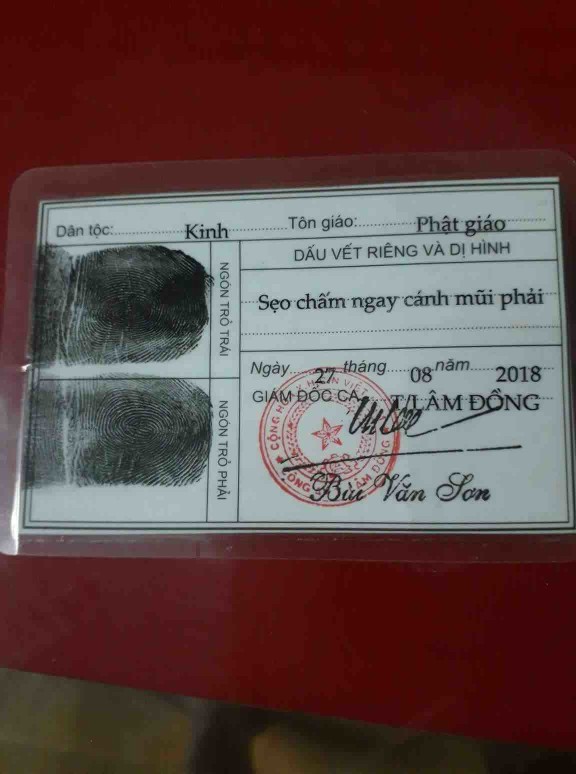 Dân tộc: Kinh Tôn giáo: Phật giáo
NGÓN TRỎ TRÁI
NGÓN TRỎ PHẢI
DẤU VẾT RIÊNG VÀ DỊ HÌNH
Sẹo chấm ngay cánh mũi phải
Ngày 27 tháng 08 năm 2018
GIÁM ĐỐC CA T/LÂM ĐỒNG
Bùi Văn Sơn